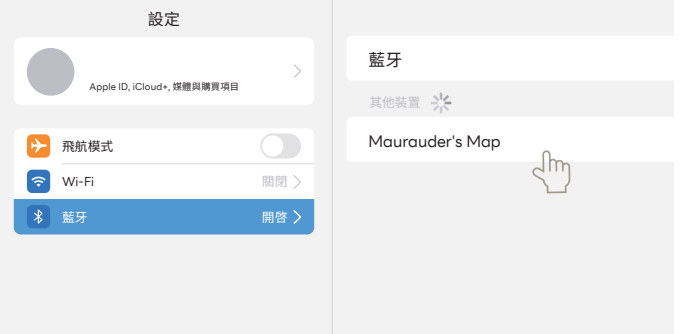 設定
Apple ID, iCloud+, 媒體與購買項目
飛航模式
Wi-Fi 關閉
藍牙 開啓
藍牙
其他裝置
Maurauder's Map